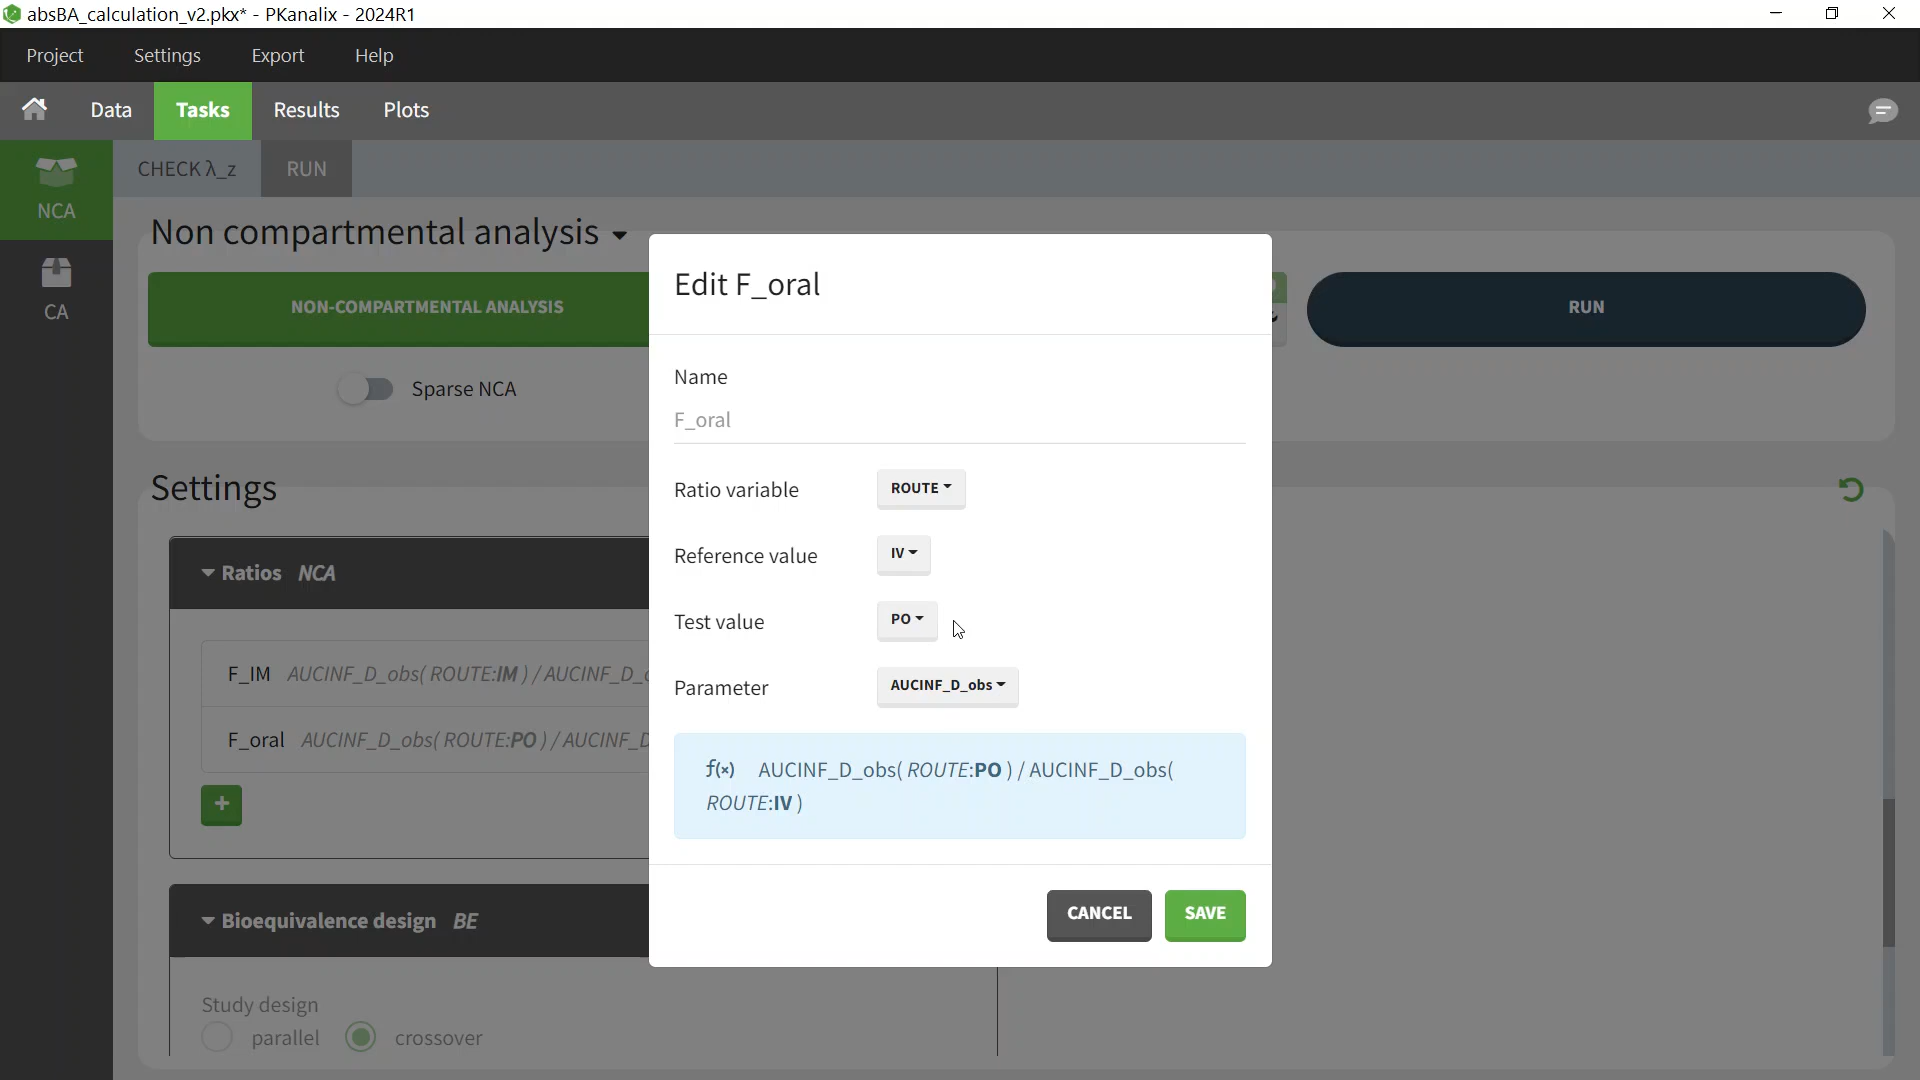 absBA_calculation_v2.pkx* - PKanalix - 2024R1
Project Settings Export Help
Data Tasks Results Plots
NCA
CA
CHECK λ_z RUN
Non compartmental analysis
NON-COMPARTMENTAL ANALYSIS
RUN
Sparse NCA
Settings
Ratios NCA
F_IM AUCINF_D_obs( ROUTE:IM ) / AUCINF_D_
F_oral AUCINF_D_obs( ROUTE:PO ) / AUCINF_D
+
Bioequivalence design BE
Study design
parallel crossover
Edit F_oral
Name
F_oral
Ratio variable ROUTE
Reference value IV
Test value PO
Parameter AUCINF_D_obs
f(x) AUCINF_D_obs( ROUTE:PO ) / AUCINF_D_obs(
ROUTE:IV )
CANCEL SAVE